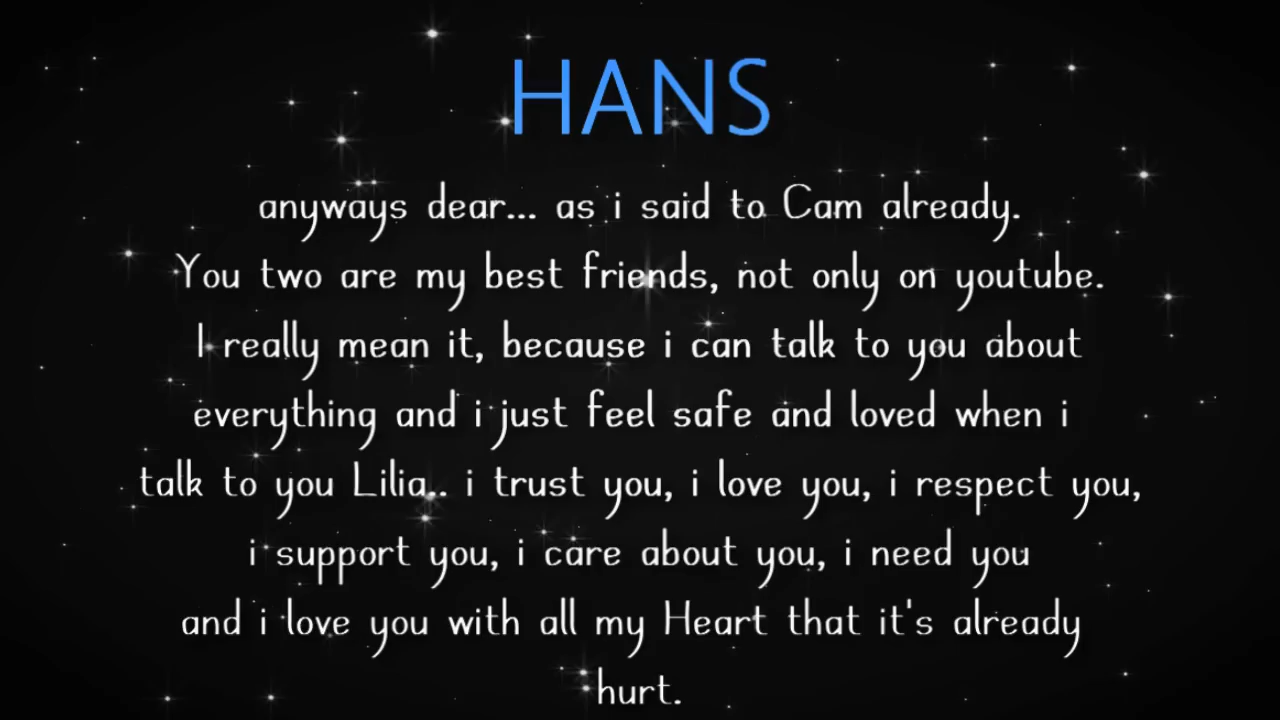 HANS
anyways dear... as i said to Cam already.
You two are my best friends, not only on youtube.
I really mean it, because i can talk to you about
everything and i just feel safe and loved when i
talk to you Lilia.. i trust you, i love you, i respect you,
i support you, i care about you, i need you
and i love you with all my Heart that it's already
hurt.